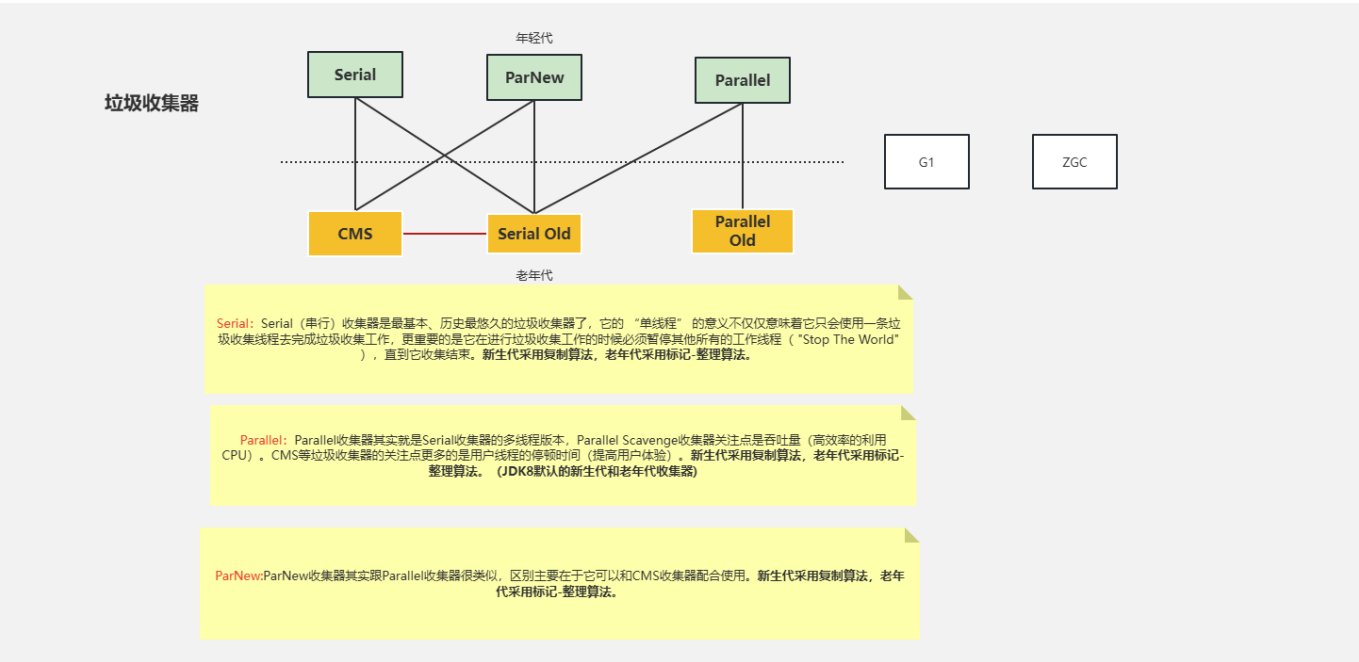 年轻代
Serial
ParNew
Parallel
垃圾收集器
G1
ZGC
CMS
Serial Old
Parallel
Old
老年代
Serial：Serial（串行）收集器是最基本、历史最悠久的垃圾收集器了，它的 “单线程” 的意义不仅仅意味着它只会使用一条垃
圾收集线程去完成垃圾收集工作，更重要的是它在进行垃圾收集工作的时候必须暂停其他所有的工作线程（ "Stop The World"
），直到它收集结束。新生代采用复制算法，老年代采用标记-整理算法。
Parallel：Parallel收集器其实就是Serial收集器的多线程版本，Parallel Scavenge收集器关注点是吞吐量（高效率的利用
CPU）。CMS等垃圾收集器的关注点更多的是用户线程的停顿时间（提高用户体验）。新生代采用复制算法，老年代采用标记-
整理算法。（JDK8默认的新生代和老年代收集器)
ParNew:ParNew收集器其实跟Parallel收集器很类似，区别主要在于它可以和CMS收集器配合使用。新生代采用复制算法，老年
代采用标记-整理算法。